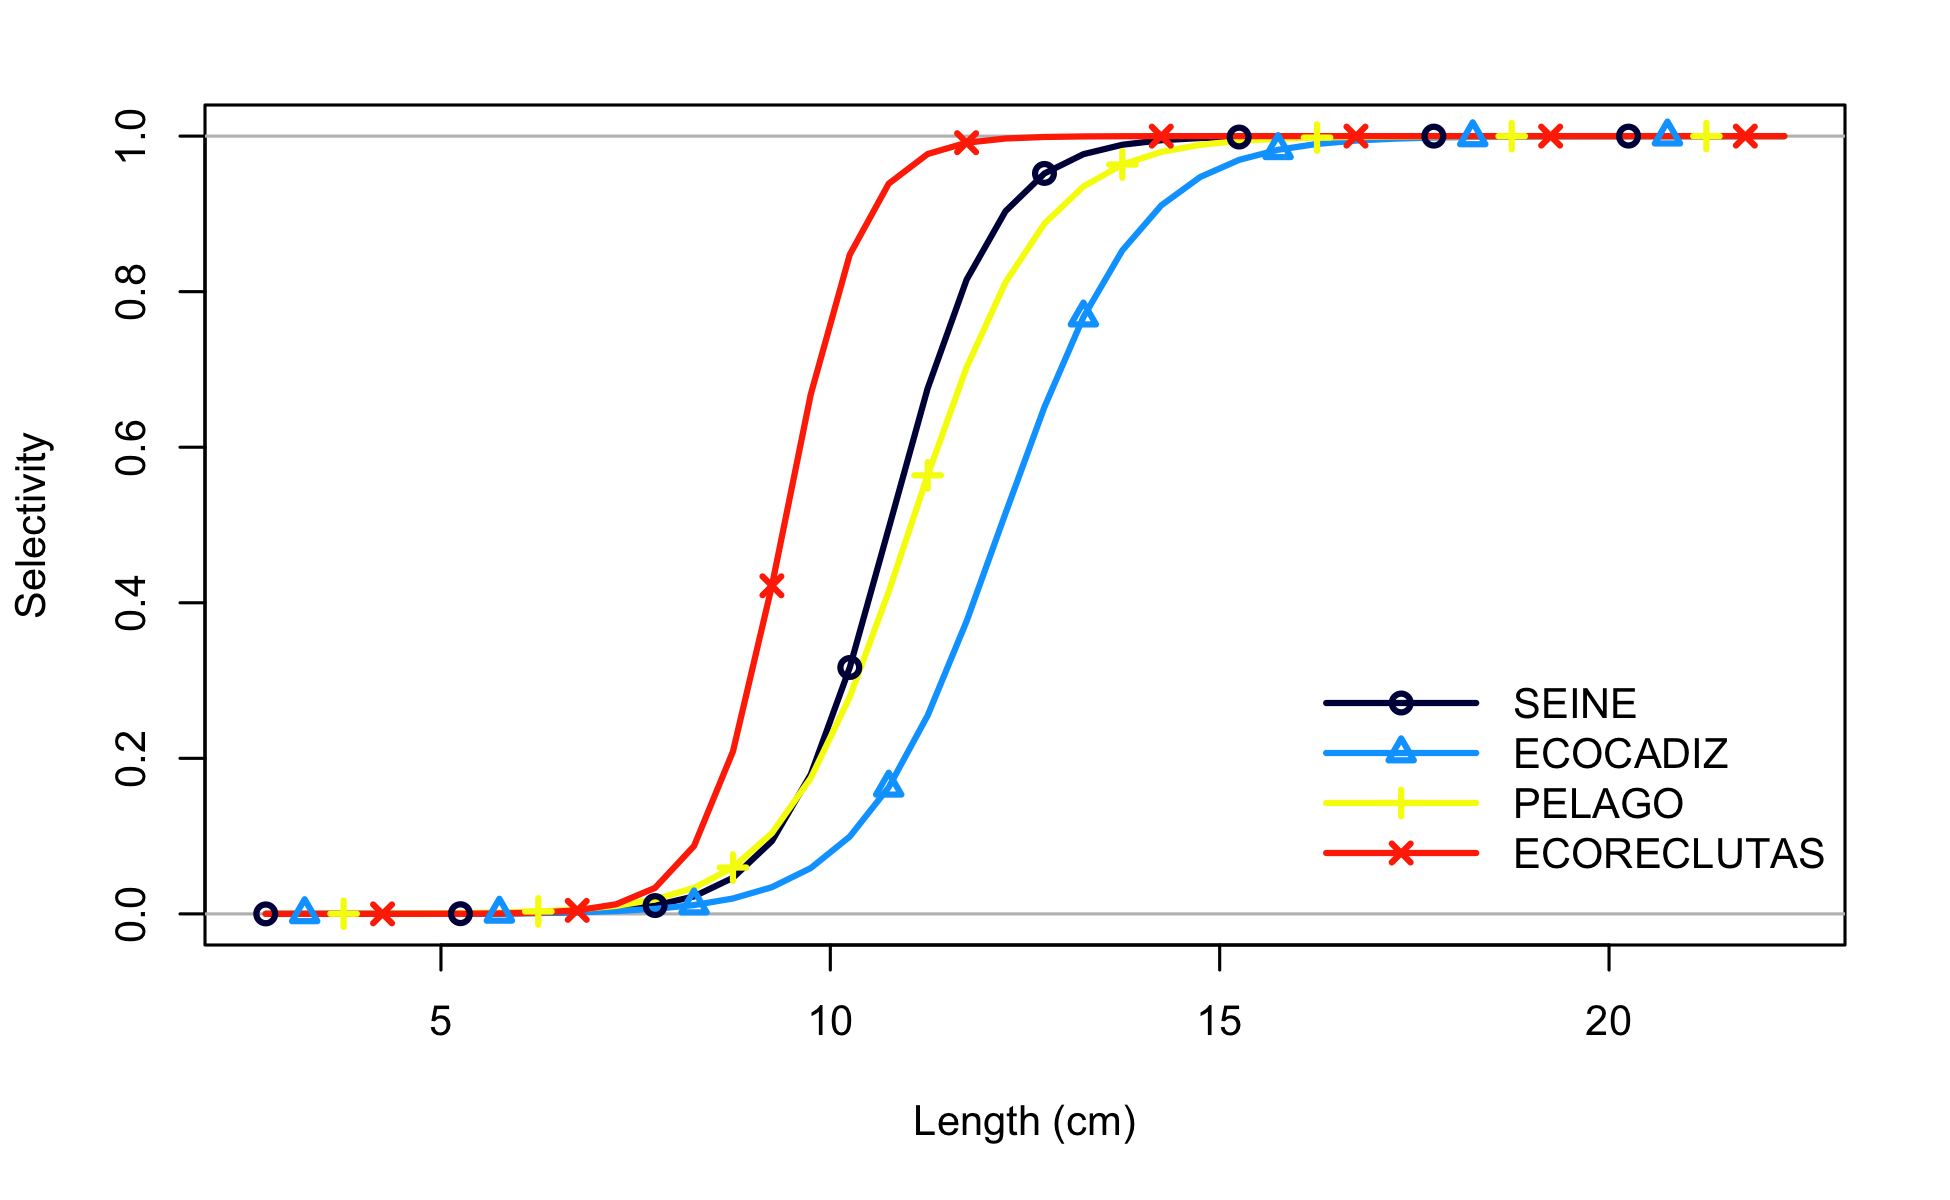 1.0
0.8
0.6
0.4
0.2
0.0
Selectivity
SEINE
ECOCADIZ
PELAGO
ECORECLUTAS
5 10 15 20
Length (cm)